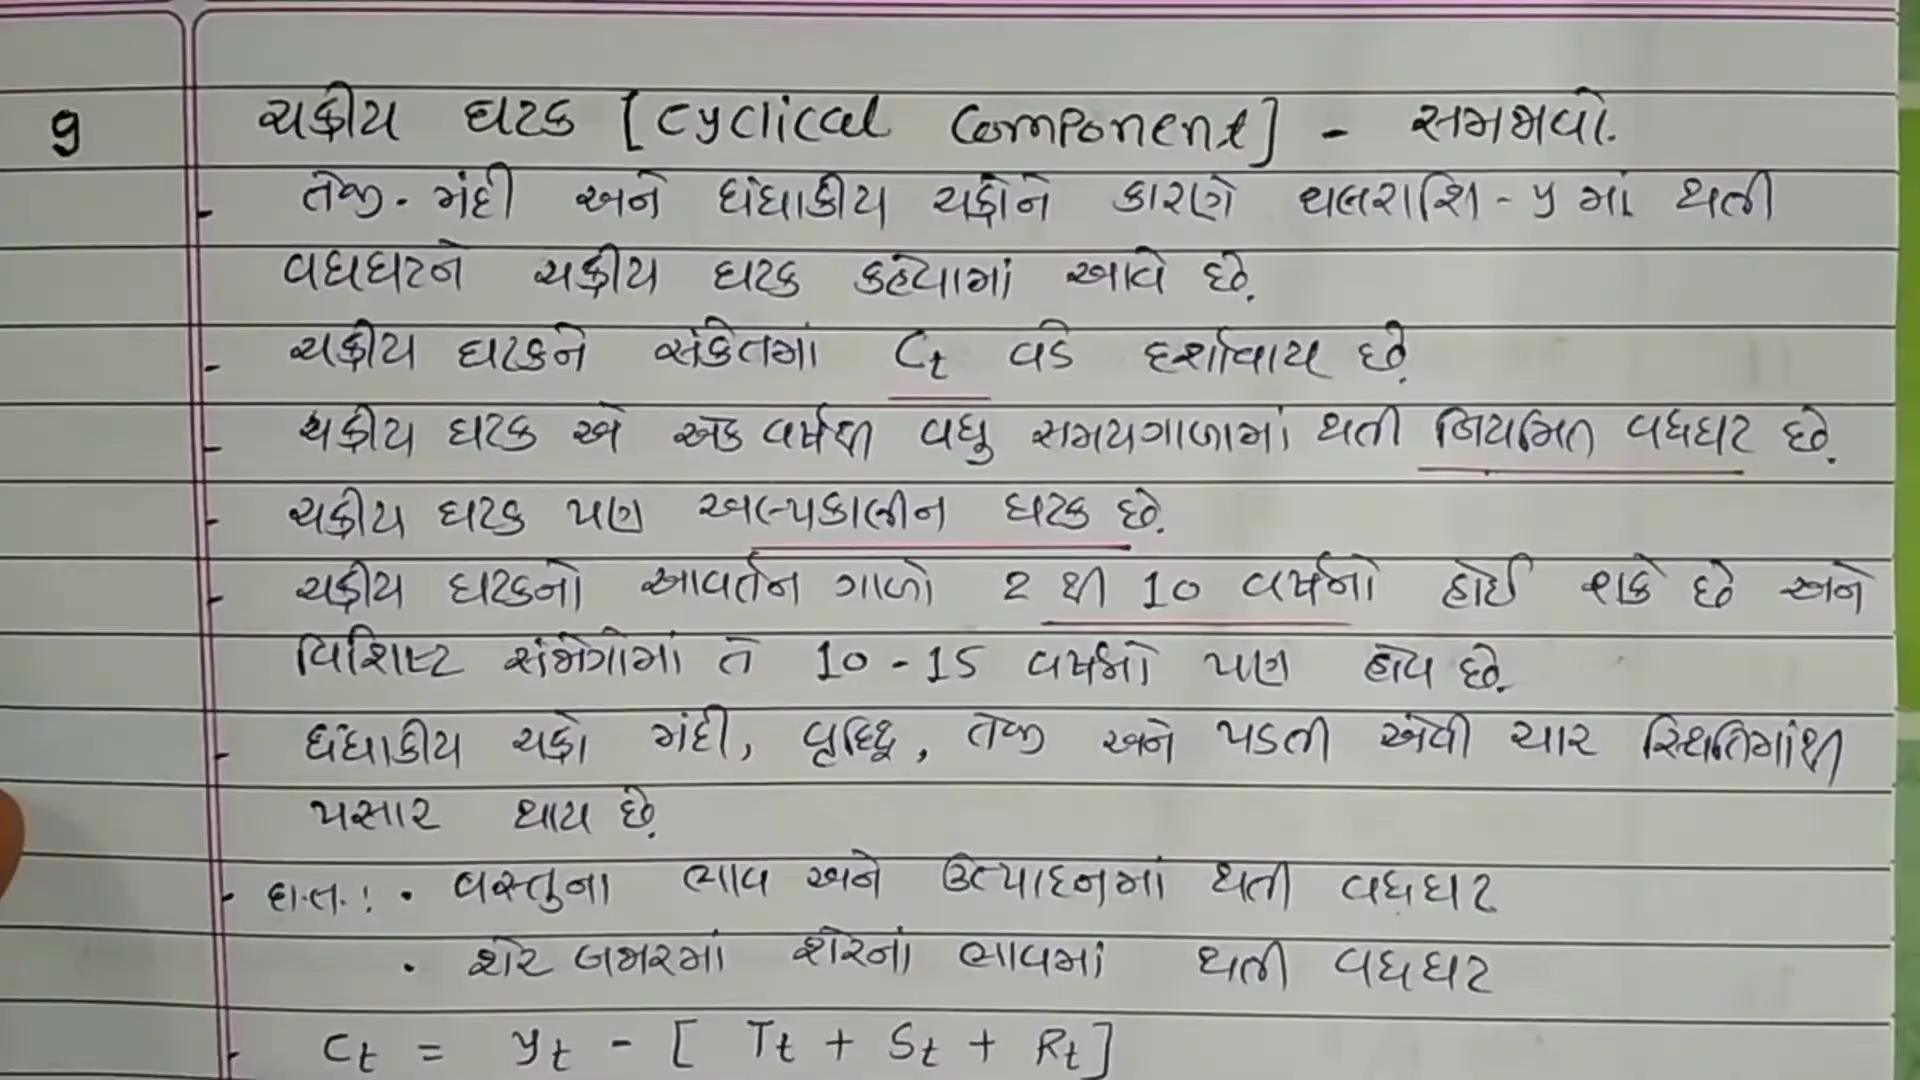 9 ચક્રીય ઘટક [Cyclical Component] - સમજાવો.
- તેજી. મંદી અને ધંધાકીય ચક્રોને કારણે ચલરાશિ - y માં થતી
વધઘટને ચક્રીય ઘટક કહેવામાં આવે છે.
- ચક્રીય ઘટકને સંકેતમાં Ct વડે દર્શાવાય છે.
- ચક્રીય ઘટક એ એક વર્ષથી વધુ સમયગાળામાં થતી નિયમિત વધઘટ છે.
- ચક્રીય ઘટક પણ અલ્પકાલીન ઘટક છે.
- ચક્રીય ઘટકનો આવર્તન ગાળો 2 થી 10 વર્ષનો હોઈ શકે છે અને
વિશિષ્ટ સંજોગોમાં તે 10 - 15 વર્ષનો પણ હોય છે.
- ધંધાકીય ચક્રો મંદી, વૃધ્ધિ, તેજી અને પડતી એવી ચાર સ્થિતિમાંથી
પસાર થાય છે.
- દા.ત. : • વસ્તુના ભાવ અને ઉત્પાદનમાં થતી વધઘટ
• શેર બજારમાં શેરનાં ભાવમાં થતી વધઘટ
- Ct = yt - [ Tt + St + Rt ]